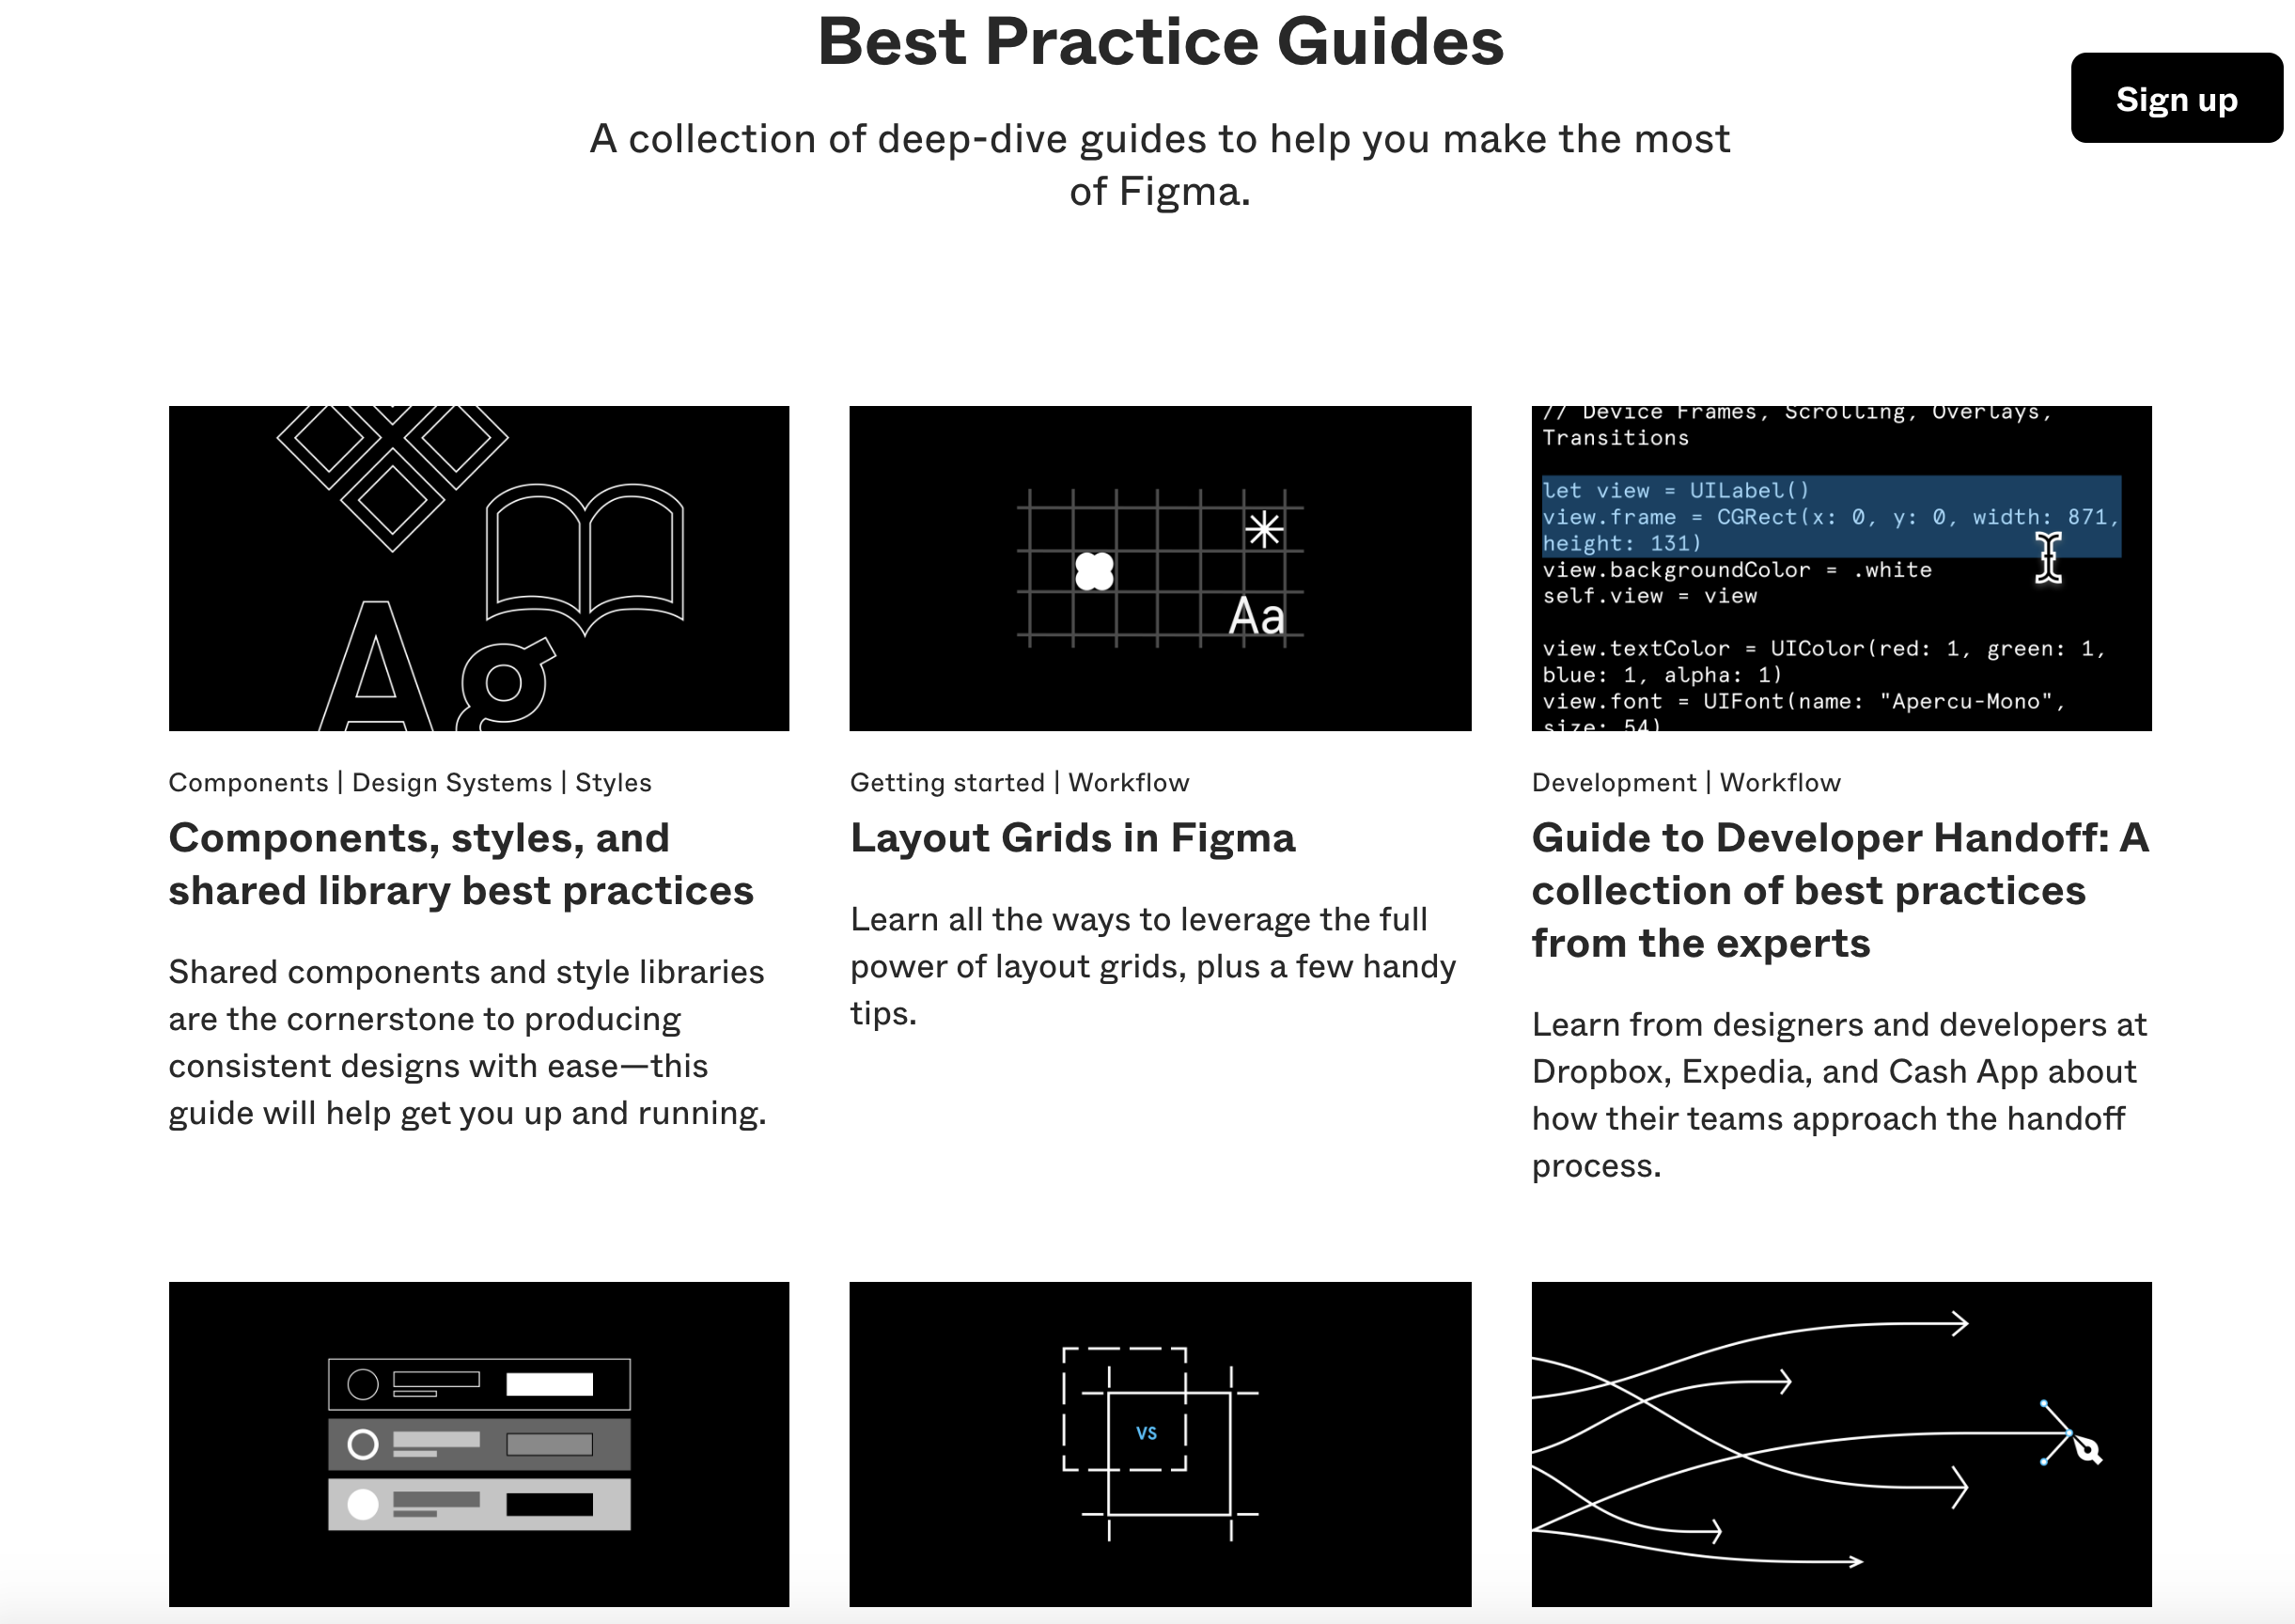 Best Practice Guides
Sign up
A collection of deep-dive guides to help you make the most
of Figma.
Ag
Aa
// Device Frames, Scrolling, Overlays,
Transitions
let view = UILabel()
view.frame = CGRect(x: 0, y: 0, width: 871,
height: 131)
view.backgroundColor = .white
self.view = view
view.textColor = UIColor(red: 1, green: 1,
blue: 1, alpha: 1)
view.font = UIFont(name: "Apercu-Mono",
size: 54)
Components | Design Systems | Styles
Components, styles, and
shared library best practices
Shared components and style libraries
are the cornerstone to producing
consistent designs with ease—this
guide will help get you up and running.
Getting started | Workflow
Layout Grids in Figma
Learn all the ways to leverage the full
power of layout grids, plus a few handy
tips.
Development | Workflow
Guide to Developer Handoff: A
collection of best practices
from the experts
Learn from designers and developers at
Dropbox, Expedia, and Cash App about
how their teams approach the handoff
process.
VS